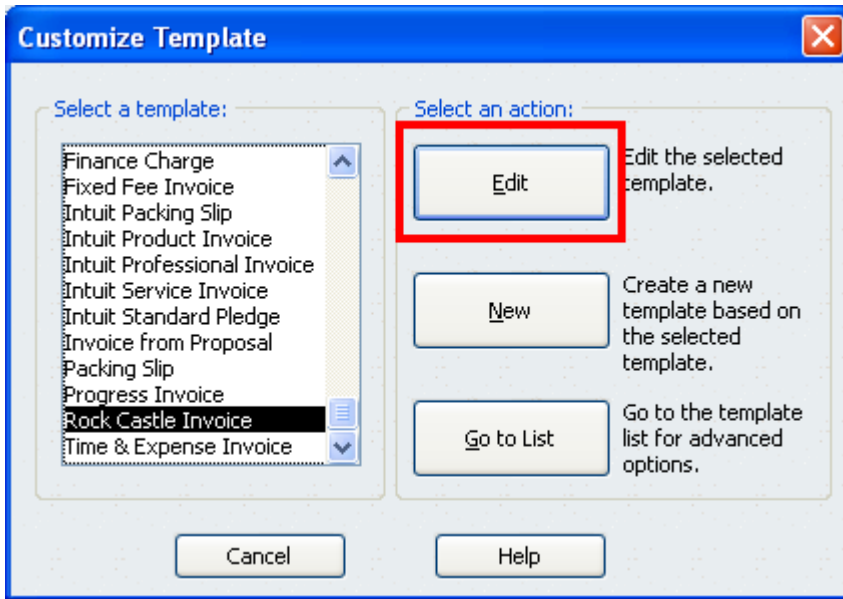 Customize Template
Select a template:
Finance Charge
Fixed Fee Invoice
Intuit Packing Slip
Intuit Product Invoice
Intuit Professional Invoice
Intuit Service Invoice
Intuit Standard Pledge
Invoice from Proposal
Packing Slip
Progress Invoice
Rock Castle Invoice
Time & Expense Invoice
Select an action:
Edit
Edit the selected
template.
New
Create a new
template based on
the selected
template.
Go to List
Go to the template
list for advanced
options.
Cancel
Help